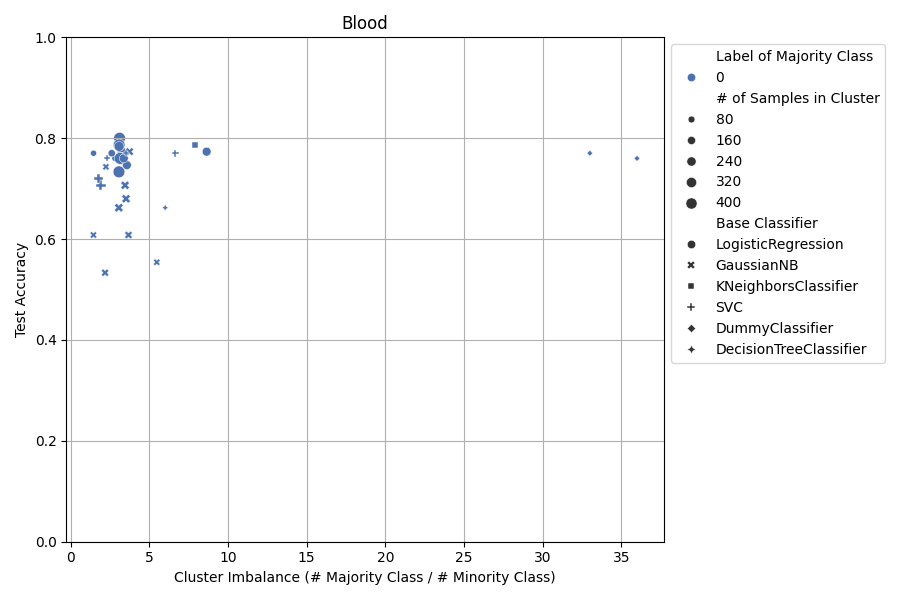 Blood
1.0
0.8
0.6
0.4
0.2
0.0
Test Accuracy
0 5 10 15 20 25 30 35
Cluster Imbalance (# Majority Class / # Minority Class)
Label of Majority Class
0
# of Samples in Cluster
80
160
240
320
400
Base Classifier
LogisticRegression
GaussianNB
KNeighborsClassifier
SVC
DummyClassifier
DecisionTreeClassifier